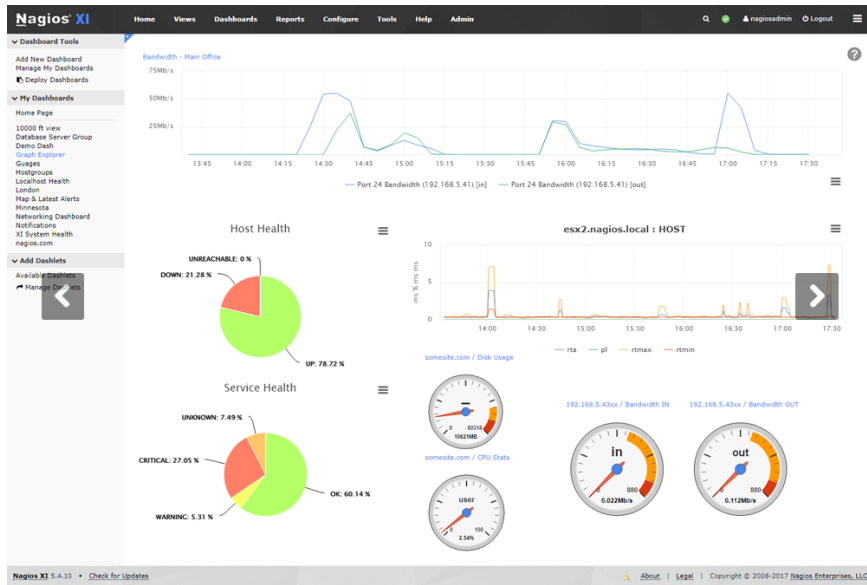 Nagios® XI
Home Views Dashboards Reports Configure Tools Help Admin
nagiosadmin Logout
Dashboard Tools
Add New Dashboard
Manage My Dashboards
Deploy Dashboards
My Dashboards
Home Page
10000 ft view
Database Server Group
Demo Dash
Graph Explorer
Guages
Hostgroups
Localhost Health
London
Map & Latest Alerts
Minnesota
Networking Dashboard
Notifications
XI System Health
nagios.com
Add Dashlets
Available Dashlets
Manage Dashlets
Bandwidth - Main Office
75Mb/s
50Mb/s
25Mb/s
13:45 14:00 14:15 14:30 14:45 15:00 15:15 15:30 15:45 16:00 16:15 16:30 16:45 17:00 17:15 17:30
Port 24 Bandwidth (192.168.5.41) [in] Port 24 Bandwidth (192.168.5.41) [out]
Host Health
UNREACHABLE: 0 %
DOWN: 21.28 %
UP: 78.72 %
esx2.nagios.local : HOST
10
5
0
ms % ms ms
14:00 14:30 15:00 15:30 16:00 16:30 17:00 17:30
rta pl rtmax rtmin
Service Health
UNKNOWN: 7.49 %
CRITICAL: 27.05 %
WARNING: 5.31 %
OK: 60.14 %
somesite.com / Disk Usage
/
0 80316
10621MB
somesite.com / CPU Stats
user
0 100
2.54%
192.168.5.43xx / Bandwidth IN
in
0 880
0.022Mb/s
192.168.5.43xx / Bandwidth OUT
out
0 880
0.112Mb/s
Nagios XI 5.4.10 • Check for Updates
About | Legal | Copyright © 2008-2017 Nagios Enterprises, LLC